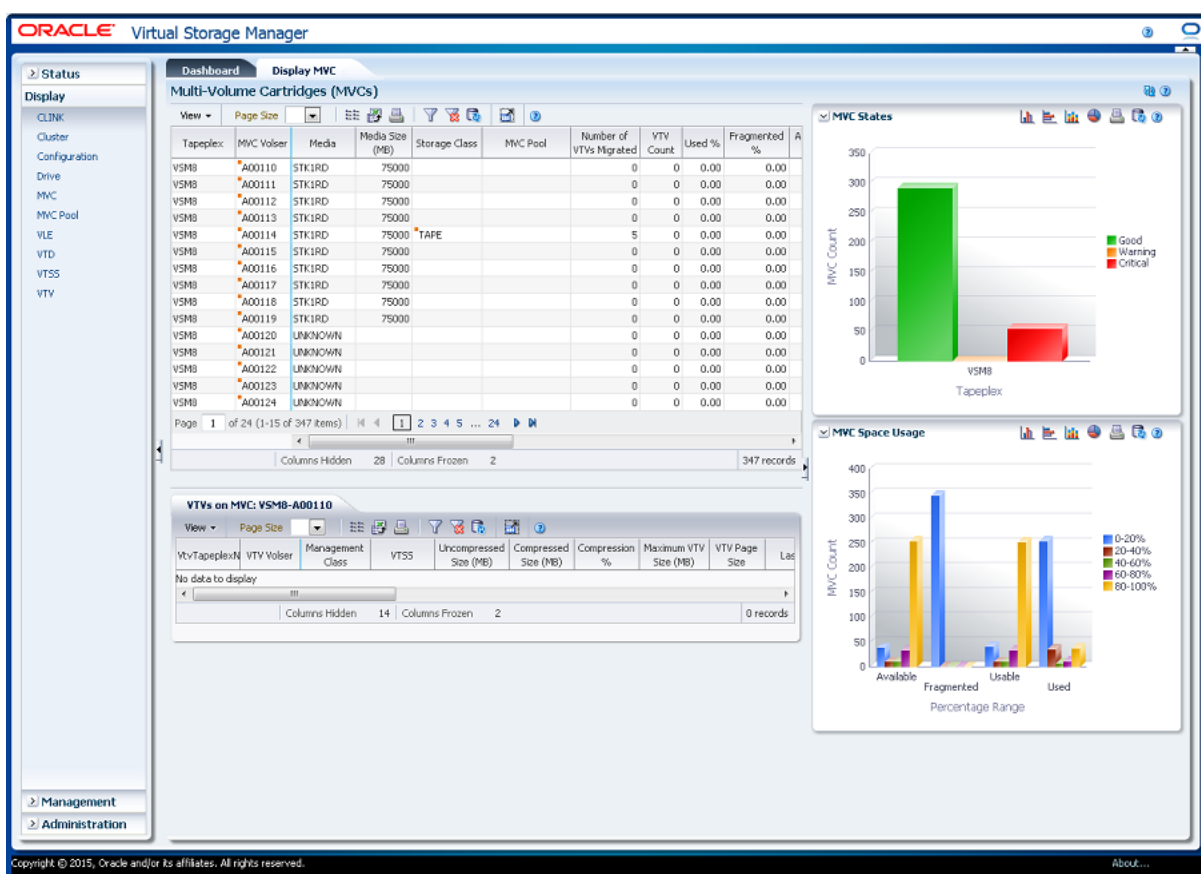 ORACLE Virtual Storage Manager
Status
Display
CLINK
Cluster
Configuration
Drive
MVC
MVC Pool
VLE
VTD
VTSS
VTV
Management
Administration
Dashboard Display MVC
Multi-Volume Cartridges (MVCs)
View Page Size
Tapeplex MVC Volser Media Media Size (MB) Storage Class MVC Pool Number of VTVs Migrated VTV Count Used % Fragmented % A
VSM8 A00110 STK1RD 75000 0 0 0.00 0.00
VSM8 A00111 STK1RD 75000 0 0 0.00 0.00
VSM8 A00112 STK1RD 75000 0 0 0.00 0.00
VSM8 A00113 STK1RD 75000 0 0 0.00 0.00
VSM8 A00114 STK1RD 75000 TAPE 5 0 0.00 0.00
VSM8 A00115 STK1RD 75000 0 0 0.00 0.00
VSM8 A00116 STK1RD 75000 0 0 0.00 0.00
VSM8 A00117 STK1RD 75000 0 0 0.00 0.00
VSM8 A00118 STK1RD 75000 0 0 0.00 0.00
VSM8 A00119 STK1RD 75000 0 0 0.00 0.00
VSM8 A00120 UNKNOWN 0 0 0.00 0.00
VSM8 A00121 UNKNOWN 0 0 0.00 0.00
VSM8 A00122 UNKNOWN 0 0 0.00 0.00
VSM8 A00123 UNKNOWN 0 0 0.00 0.00
VSM8 A00124 UNKNOWN 0 0 0.00 0.00
Page 1 of 24 (1-15 of 347 items) 1 2 3 4 5 ... 24
Columns Hidden 28 Columns Frozen 2 347 records
VTVs on MVC: VSM8-A00110
View Page Size
VtvTapeplexN VTV Volser Management Class VTSS Uncompressed Size (MB) Compressed Size (MB) Compression % Maximum VTV Size (MB) VTV Page Size Las
No data to display
Columns Hidden 14 Columns Frozen 2 0 records
MVC States
350
300
250
200
150
100
50
0
MVC Count
VSM8
Tapeplex
Good
Warning
Critical
MVC Space Usage
400
350
300
250
200
150
100
50
0
MVC Count
Available Fragmented Usable Used
Percentage Range
0-20%
20-40%
40-60%
60-80%
80-100%
Copyright © 2015, Oracle and/or its affiliates. All rights reserved.
About...